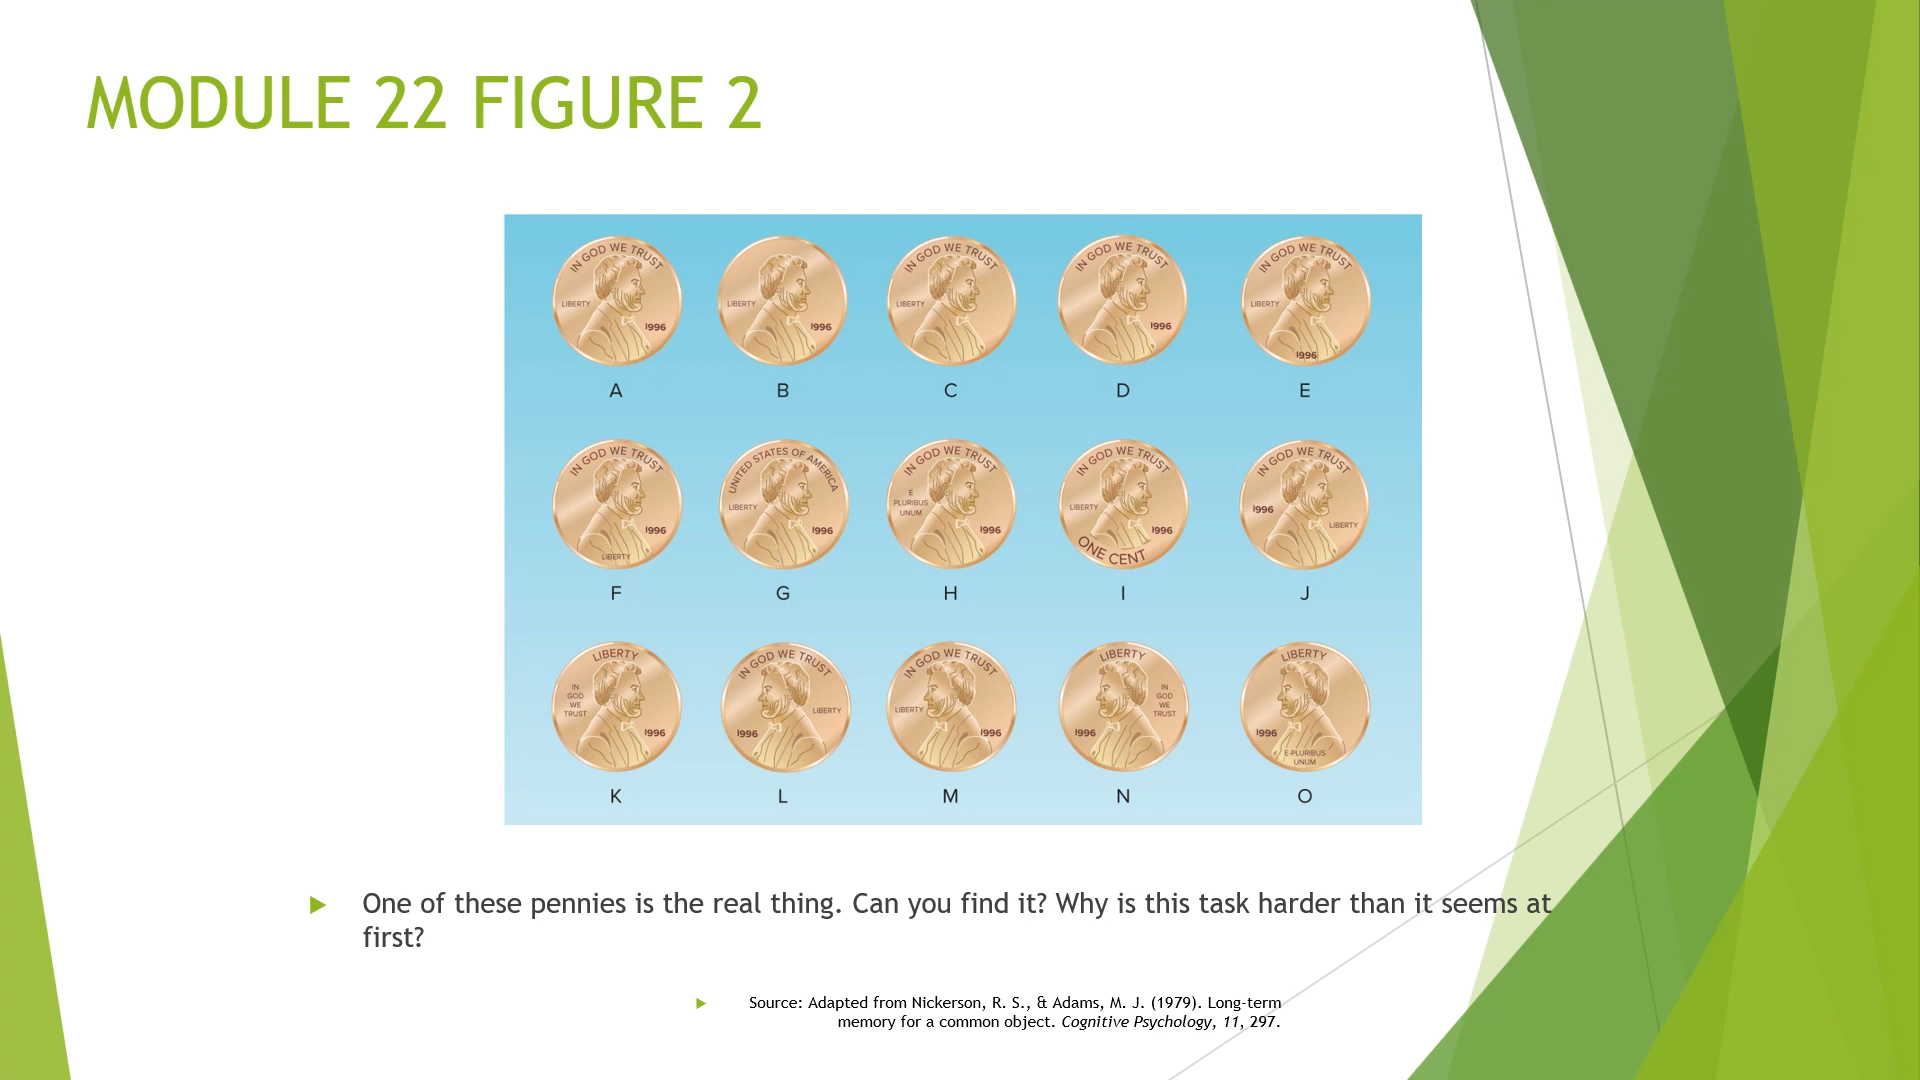 MODULE 22 FIGURE 2
IN GOD WE TRUST
LIBERTY
1996
A
LIBERTY
1996
B
IN GOD WE TRUST
LIBERTY
C
IN GOD WE TRUST
1996
D
IN GOD WE TRUST
LIBERTY
1996
E
IN GOD WE TRUST
1996
LIBERTY
F
UNITED STATES OF AMERICA
LIBERTY
1996
G
IN GOD WE TRUST
E
PLURIBUS
UNUM
1996
H
IN GOD WE TRUST
LIBERTY
1996
ONE CENT
I
IN GOD WE TRUST
1996
LIBERTY
J
LIBERTY
IN
GOD
WE
TRUST
1996
K
IN GOD WE TRUST
LIBERTY
1996
L
IN GOD WE TRUST
LIBERTY
1996
M
LIBERTY
IN
GOD
WE
TRUST
1996
N
LIBERTY
1996
E PLURIBUS
UNUM
O
One of these pennies is the real thing. Can you find it? Why is this task harder than it seems at
first?
Source: Adapted from Nickerson, R. S., & Adams, M. J. (1979). Long-term
memory for a common object. Cognitive Psychology, 11, 297.